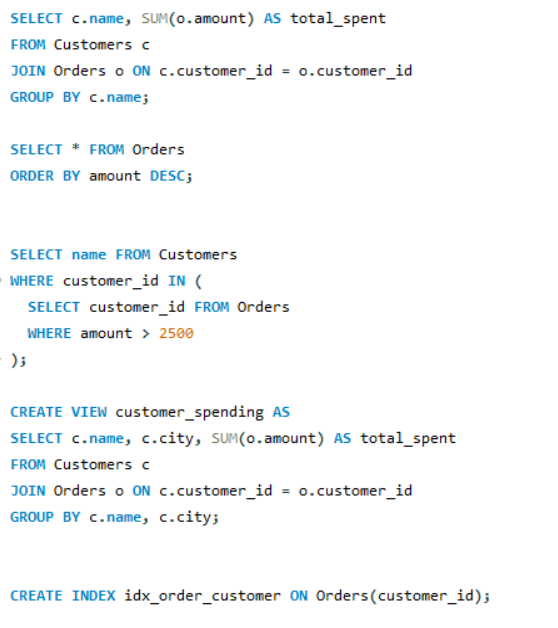 SELECT c.name, SUM(o.amount) AS total_spent
FROM Customers c
JOIN Orders o ON c.customer_id = o.customer_id
GROUP BY c.name;
SELECT * FROM Orders
ORDER BY amount DESC;
SELECT name FROM Customers
WHERE customer_id IN (
SELECT customer_id FROM Orders
WHERE amount > 2500
);
CREATE VIEW customer_spending AS
SELECT c.name, c.city, SUM(o.amount) AS total_spent
FROM Customers c
JOIN Orders o ON c.customer_id = o.customer_id
GROUP BY c.name, c.city;
CREATE INDEX idx_order_customer ON Orders(customer_id);